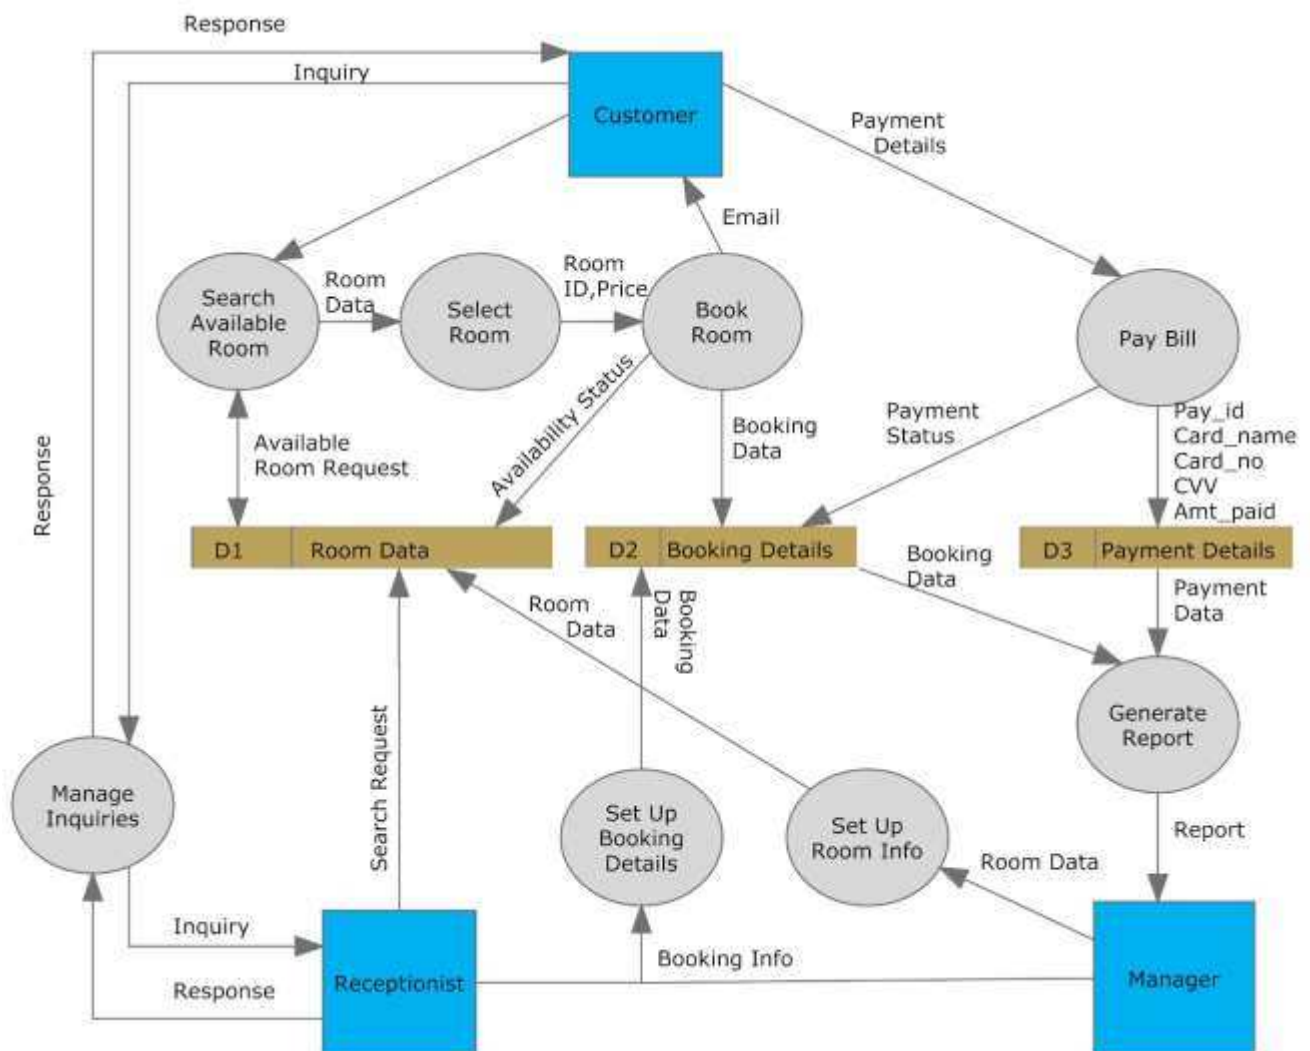 Response
Inquiry
Customer
Payment
Details
Email
Search
Available
Room
Room
Data
Select
Room
Room
ID,Price
Book
Room
Pay Bill
Available
Room Request
Availability Status
Booking
Data
Payment
Status
Pay_id
Card_name
Card_no
CVV
Amt_paid
Response
D1 Room Data
D2 Booking Details
D3 Payment Details
Booking
Data
Payment
Data
Room
Data
Booking
Data
Search Request
Generate
Report
Manage
Inquiries
Set Up
Booking
Details
Set Up
Room Info
Room Data
Report
Inquiry
Response
Receptionist
Booking Info
Manager